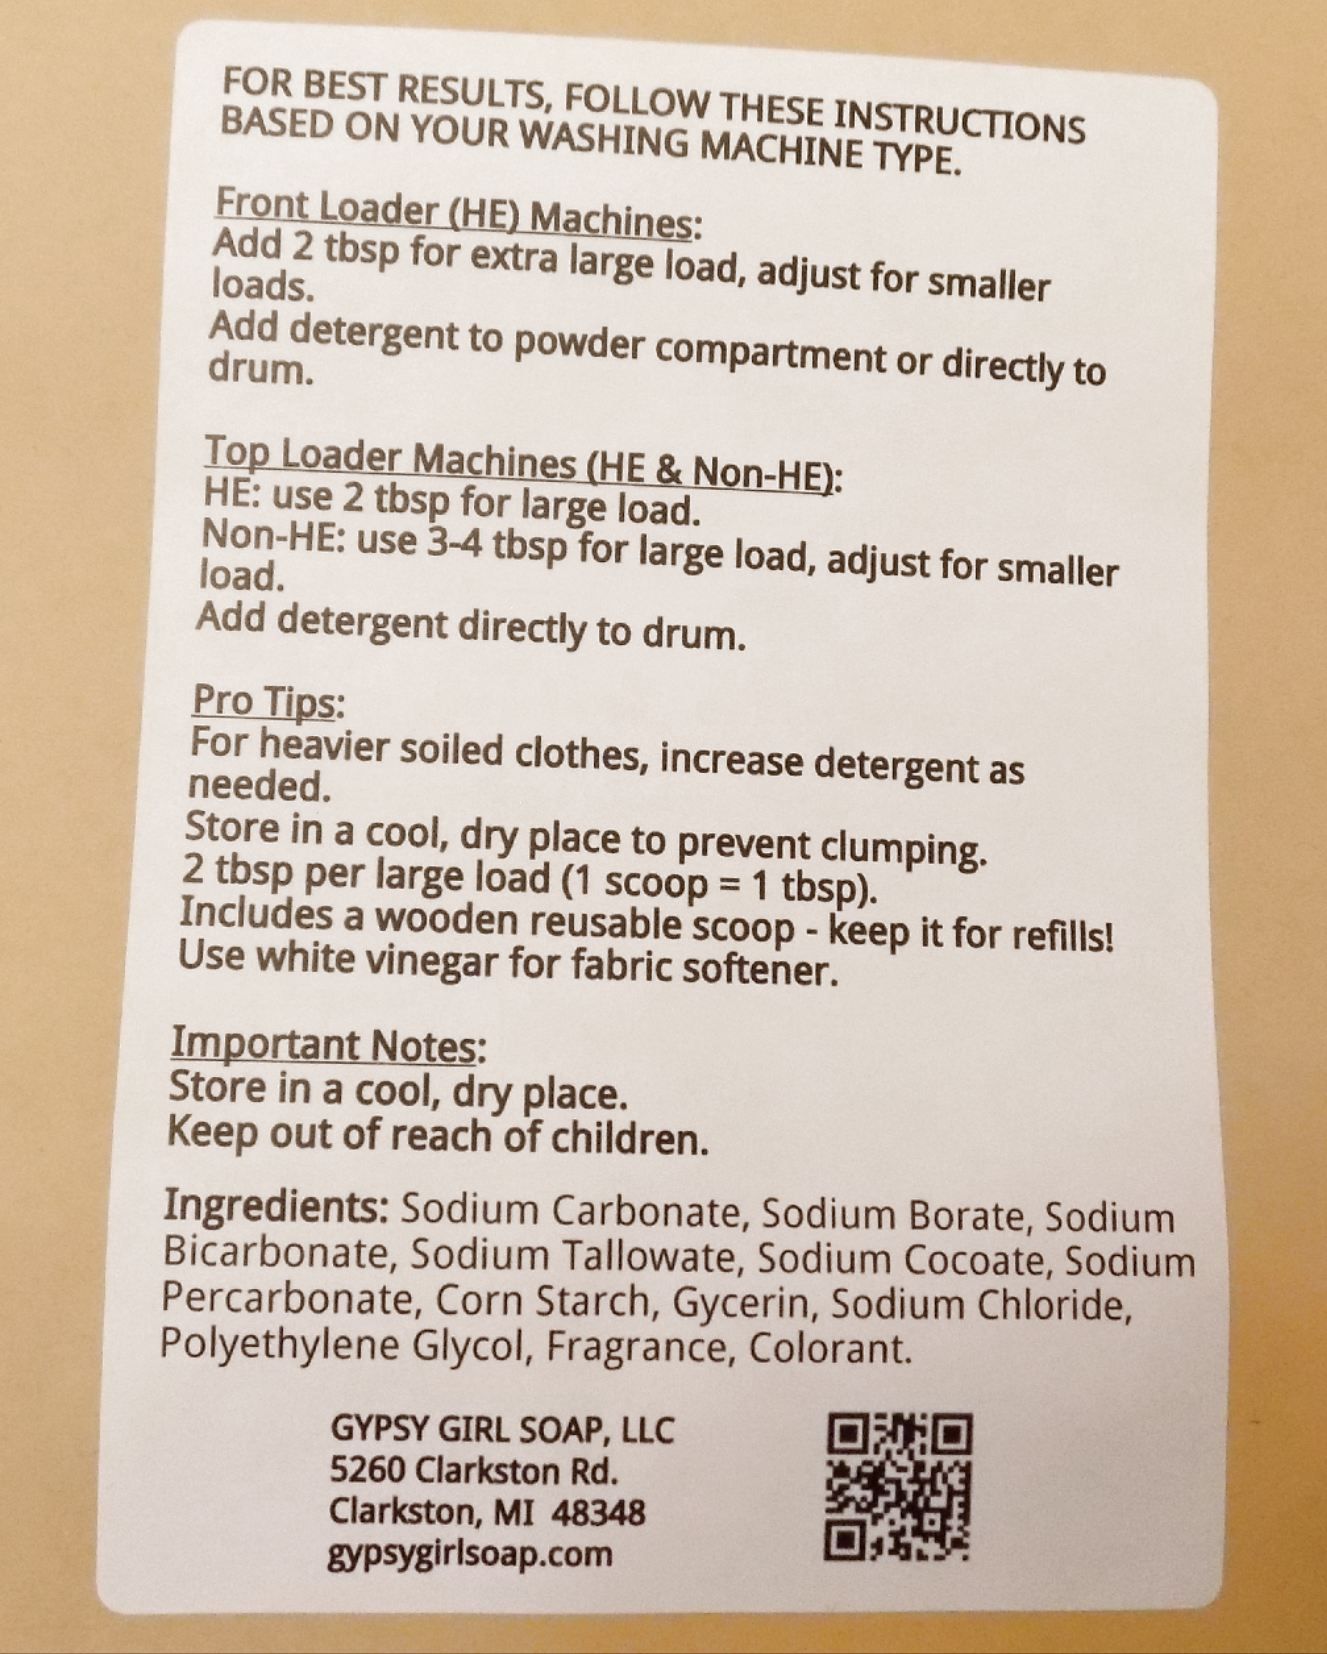 FOR BEST RESULTS, FOLLOW THESE INSTRUCTIONS
BASED ON YOUR WASHING MACHINE TYPE.
Front Loader (HE) Machines:
Add 2 tbsp for extra large load, adjust for smaller
loads.
Add detergent to powder compartment or directly to
drum.
Top Loader Machines (HE & Non-HE):
HE: use 2 tbsp for large load.
Non-HE: use 3-4 tbsp for large load, adjust for smaller
load.
Add detergent directly to drum.
Pro Tips:
For heavier soiled clothes, increase detergent as
needed.
Store in a cool, dry place to prevent clumping.
2 tbsp per large load (1 scoop = 1 tbsp).
Includes a wooden reusable scoop - keep it for refills!
Use white vinegar for fabric softener.
Important Notes:
Store in a cool, dry place.
Keep out of reach of children.
Ingredients: Sodium Carbonate, Sodium Borate, Sodium
Bicarbonate, Sodium Tallowate, Sodium Cocoate, Sodium
Percarbonate, Corn Starch, Gycerin, Sodium Chloride,
Polyethylene Glycol, Fragrance, Colorant.
GYPSY GIRL SOAP, LLC
5260 Clarkston Rd.
Clarkston, MI  48348
gypsygirlsoap.com